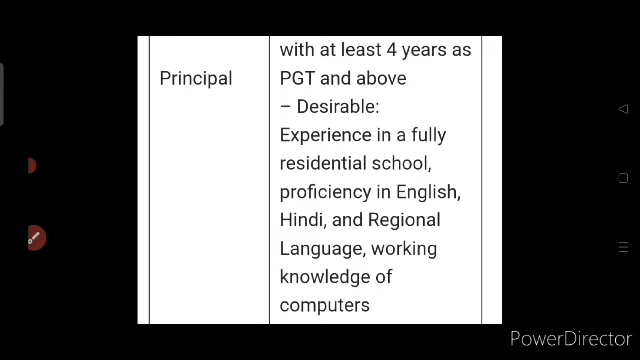 with at least 4 years as
Principal
PGT and above
– Desirable:
Experience in a fully
residential school,
proficiency in English,
Hindi, and Regional
Language, working
knowledge of
computers
PowerDirector